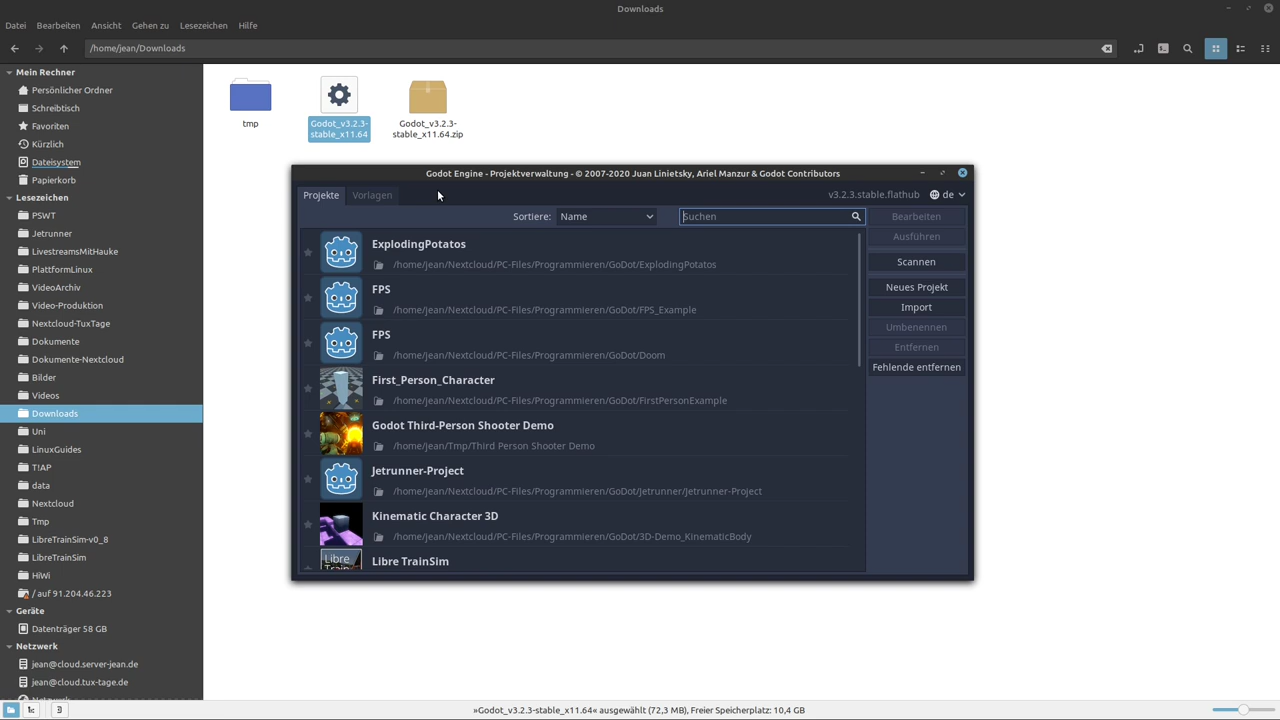 Downloads
Datei Bearbeiten Ansicht Gehen zu Lesezeichen Hilfe
/home/jean/Downloads
Mein Rechner
Persönlicher Ordner
Schreibtisch
Favoriten
Kürzlich
Dateisystem
Papierkorb
Lesezeichen
PSWT
Jetrunner
LivestreamsMitHauke
PlattformLinux
VideoArchiv
Video-Produktion
Nextcloud-TuxTage
Dokumente
Dokumente-Nextcloud
Bilder
Videos
Downloads
Uni
LinuxGuides
T!AP
data
Nextcloud
Tmp
LibreTrainSim-v0_8
LibreTrainSim
HiWi
/ auf 91.204.46.223
Geräte
Datenträger 58 GB
Netzwerk
jean@cloud.server-jean.de
jean@cloud.tux-tage.de
tmp
Godot_v3.2.3-
stable_x11.64
Godot_v3.2.3-
stable_x11.64.zip
Godot Engine - Projektverwaltung - © 2007-2020 Juan Linietsky, Ariel Manzur & Godot Contributors
Projekte Vorlagen
v3.2.3.stable.flathub de
Sortiere: Name Suchen
ExplodingPotatos
/home/jean/Nextcloud/PC-Files/Programmieren/GoDot/ExplodingPotatos
FPS
/home/jean/Nextcloud/PC-Files/Programmieren/GoDot/FPS_Example
FPS
/home/jean/Nextcloud/PC-Files/Programmieren/GoDot/Doom
First_Person_Character
/home/jean/Nextcloud/PC-Files/Programmieren/GoDot/FirstPersonExample
Godot Third-Person Shooter Demo
/home/jean/Tmp/Third Person Shooter Demo
Jetrunner-Project
/home/jean/Nextcloud/PC-Files/Programmieren/GoDot/Jetrunner/Jetrunner-Project
Kinematic Character 3D
/home/jean/Nextcloud/PC-Files/Programmieren/GoDot/3D-Demo_KinematicBody
Libre
Train
Libre TrainSim
Bearbeiten
Ausführen
Scannen
Neues Projekt
Import
Umbenennen
Entfernen
Fehlende entfernen
»Godot_v3.2.3-stable_x11.64« ausgewählt (72,3 MB), Freier Speicherplatz: 10,4 GB